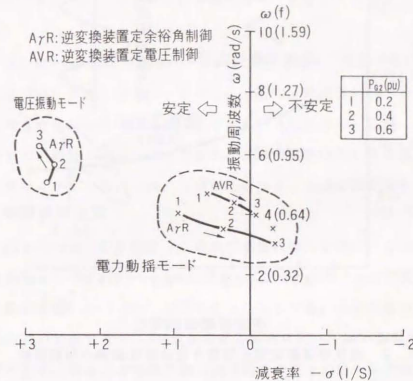 ω(f)
10(1.59)
AγR: 逆変換装置定余裕角制御
AVR: 逆変換装置定電圧制御
振動周波数 ω(rad/s)
8(1.27)
安定 ⇦ ⇨ 不安定
P_G2(pu)
1 0.2
2 0.4
3 0.6
電圧振動モード
3 AγR
2
1
6(0.95)
AVR
1
2
3
1
AγR
2
3
4(0.64)
電力動揺モード
2(0.32)
+3 +2 +1 0 -1 -2
減衰率 -σ(1/S)